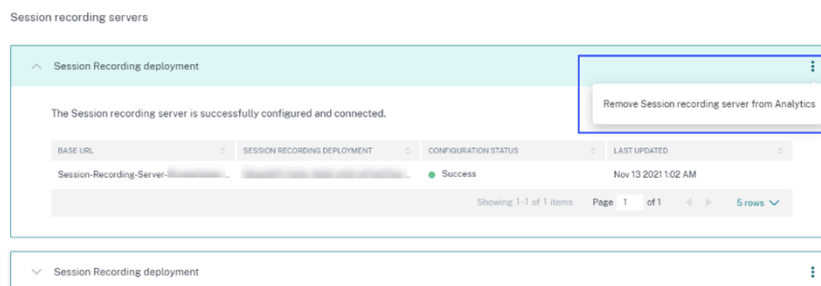 Session recording servers
Session Recording deployment
Remove Session recording server from Analytics
The Session recording server is successfully configured and connected.
BASE URL SESSION RECORDING DEPLOYMENT CONFIGURATION STATUS LAST UPDATED
Session-Recording-Server- Success Nov 13 2021 1:02 AM
Showing 1-1 of 1 items Page 1 of 1 5 rows
Session Recording deployment